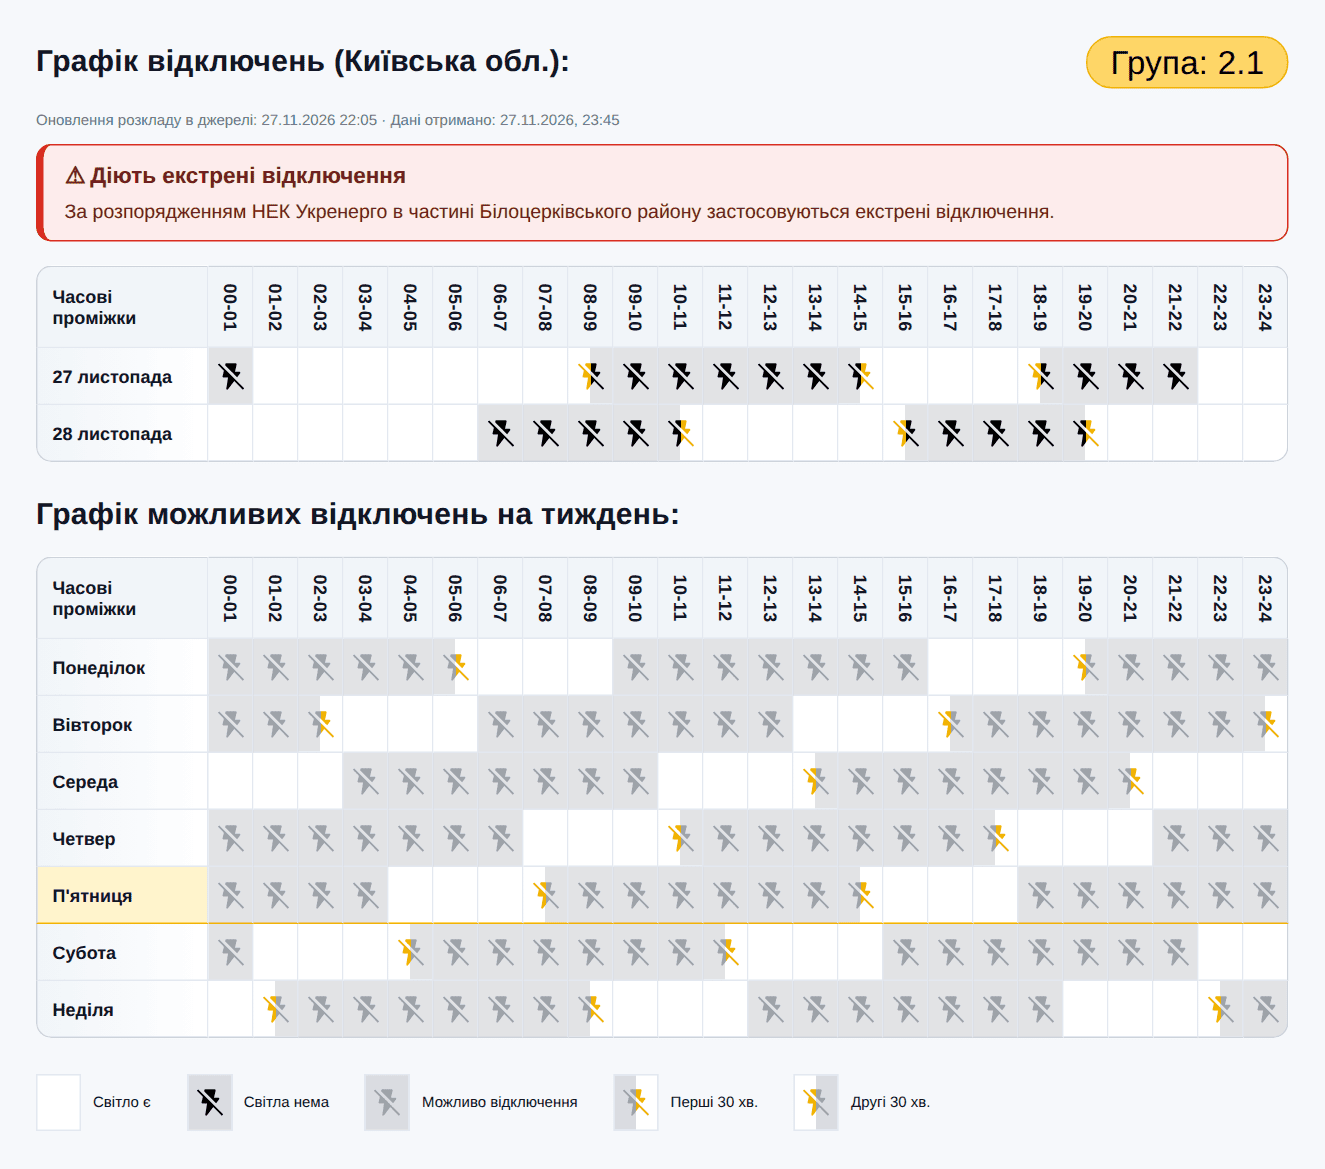 Графік відключень (Київська обл.):
Група: 2.1
Оновлення розкладу в джерелі: 27.11.2026 22:05 · Дані отримано: 27.11.2026, 23:45
⚠ Діють екстрені відключення
За розпорядженням НЕК Укренерго в частині Білоцерківського району застосовуються екстрені відключення.
Часові проміжки 00-01 01-02 02-03 03-04 04-05 05-06 06-07 07-08 08-09 09-10 10-11 11-12 12-13 13-14 14-15 15-16 16-17 17-18 18-19 19-20 20-21 21-22 22-23 23-24
27 листопада
28 листопада
Графік можливих відключень на тиждень:
Часові проміжки 00-01 01-02 02-03 03-04 04-05 05-06 06-07 07-08 08-09 09-10 10-11 11-12 12-13 13-14 14-15 15-16 16-17 17-18 18-19 19-20 20-21 21-22 22-23 23-24
Понеділок
Вівторок
Середа
Четвер
П'ятниця
Субота
Неділя
Світло є Світла нема Можливо відключення Перші 30 хв. Другі 30 хв.